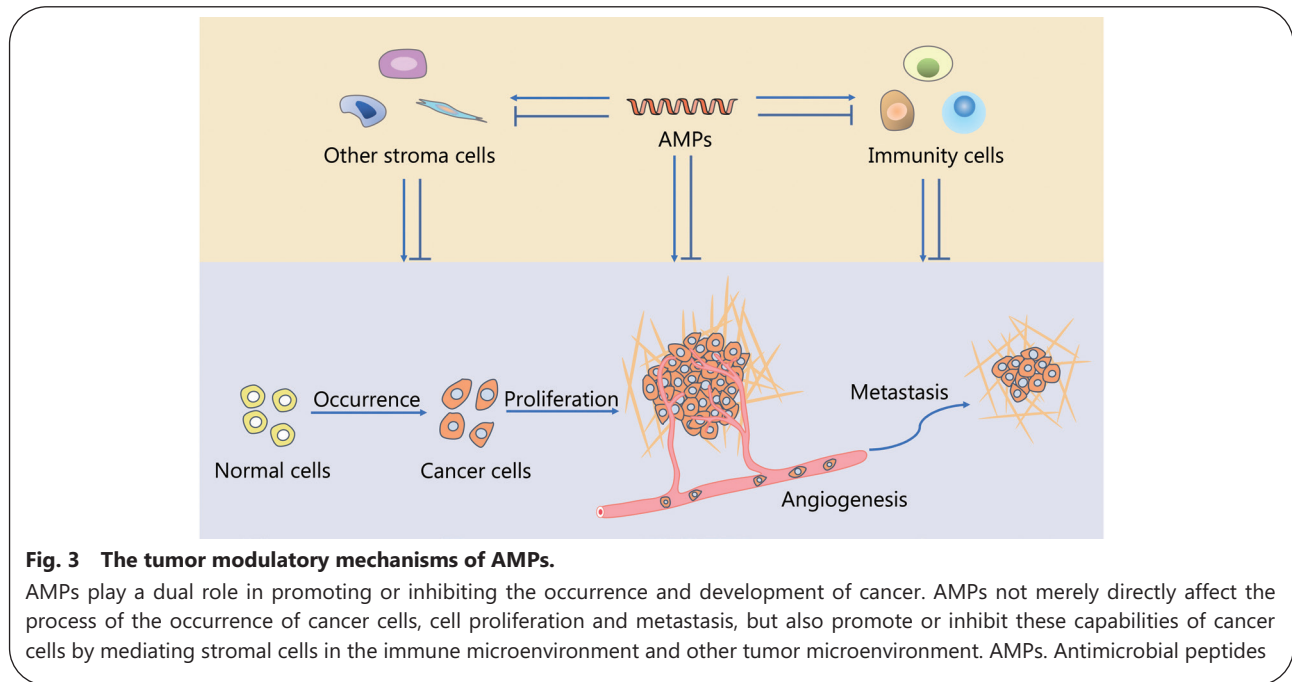 Other stroma cells
AMPs
Immunity cells
Normal cells
Occurrence
Cancer cells
Proliferation
Angiogenesis
Metastasis
Fig. 3 The tumor modulatory mechanisms of AMPs.
AMPs play a dual role in promoting or inhibiting the occurrence and development of cancer. AMPs not merely directly affect the
process of the occurrence of cancer cells, cell proliferation and metastasis, but also promote or inhibit these capabilities of cancer
cells by mediating stromal cells in the immune microenvironment and other tumor microenvironment. AMPs. Antimicrobial peptides